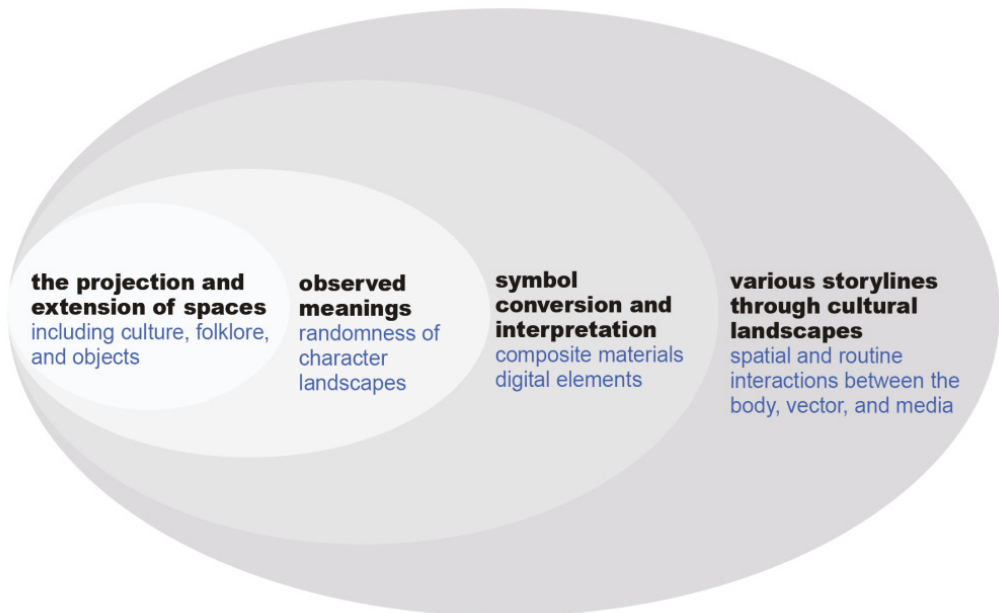 the projection and
extension of spaces
including culture, folklore,
and objects
observed
meanings
randomness of
character
landscapes
symbol
conversion and
interpretation
composite materials
digital elements
various storylines
through cultural
landscapes
spatial and routine
interactions between the
body, vector, and media